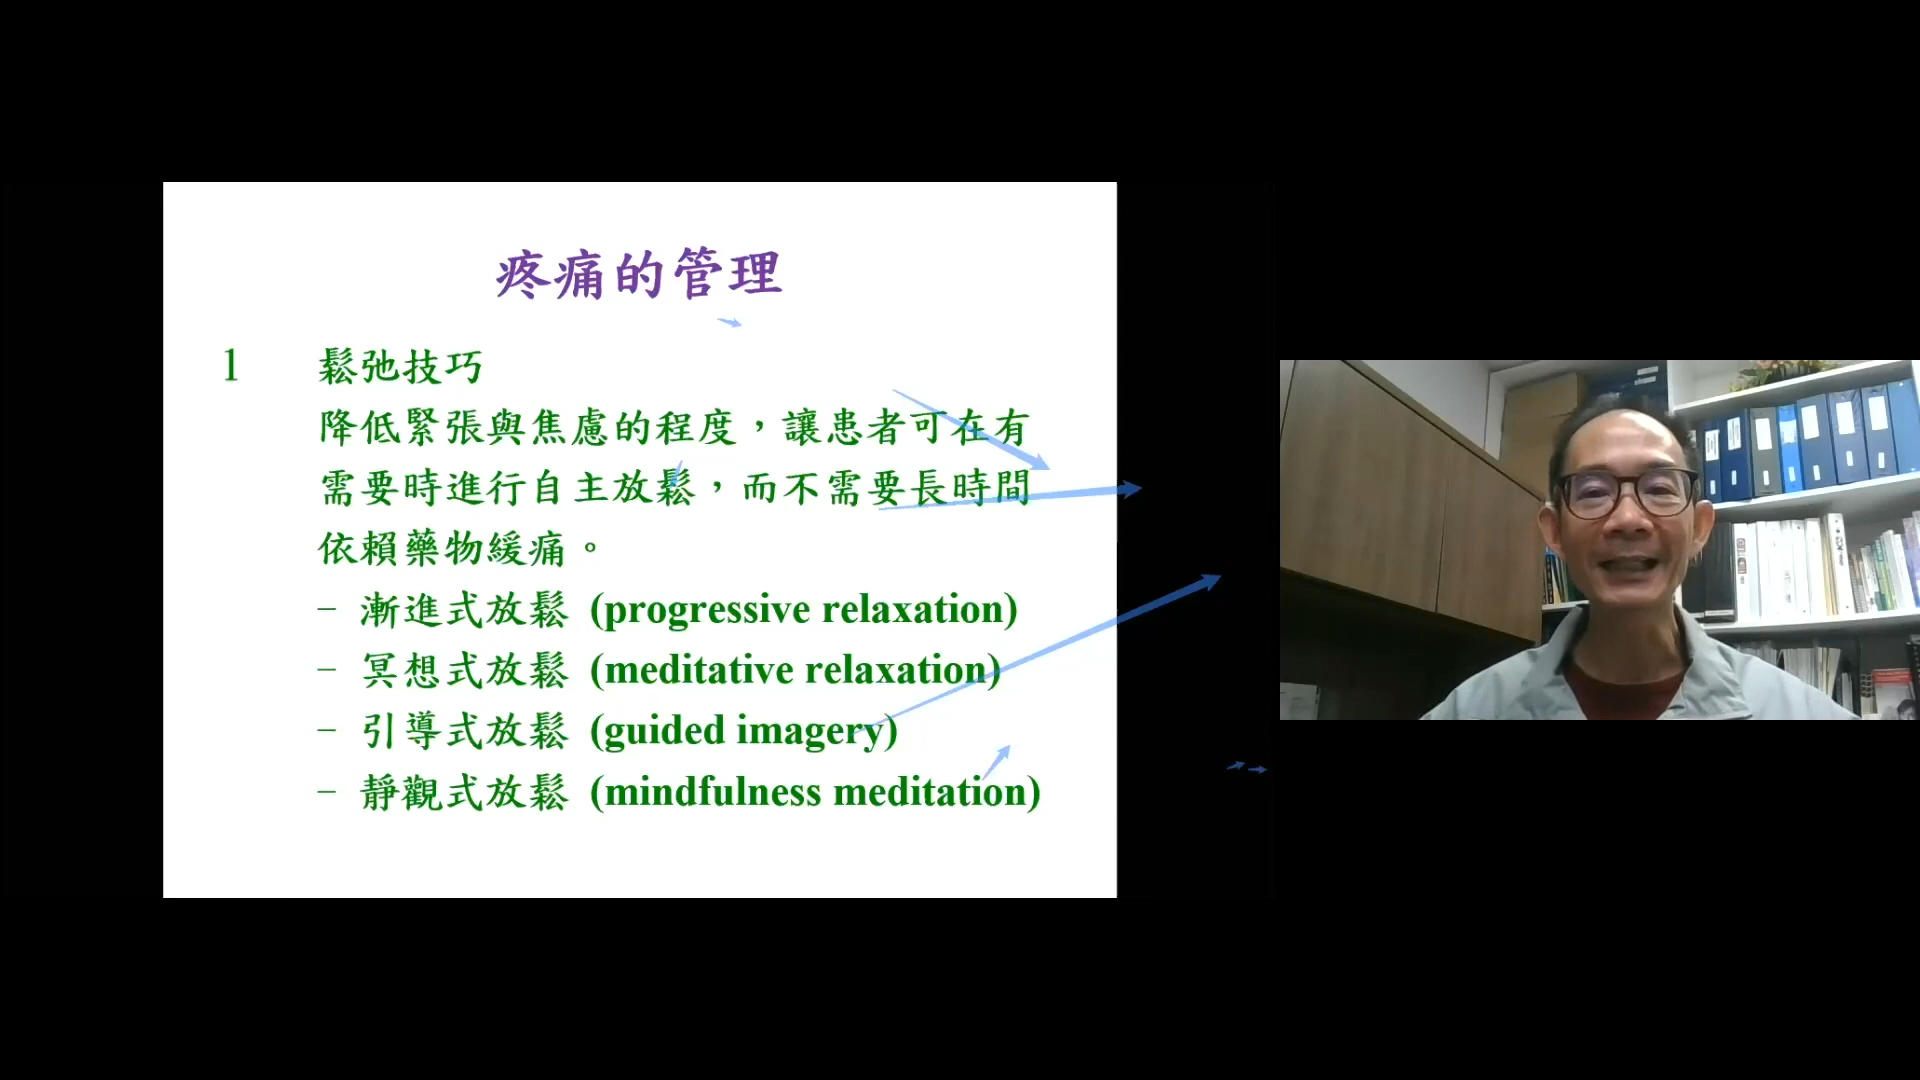 疼痛的管理
1 鬆弛技巧
降低緊張與焦慮的程度，讓患者可在有
需要時進行自主放鬆，而不需要長時間
依賴藥物緩痛。
– 漸進式放鬆 (progressive relaxation)
– 冥想式放鬆 (meditative relaxation)
– 引導式放鬆 (guided imagery)
– 靜觀式放鬆 (mindfulness meditation)